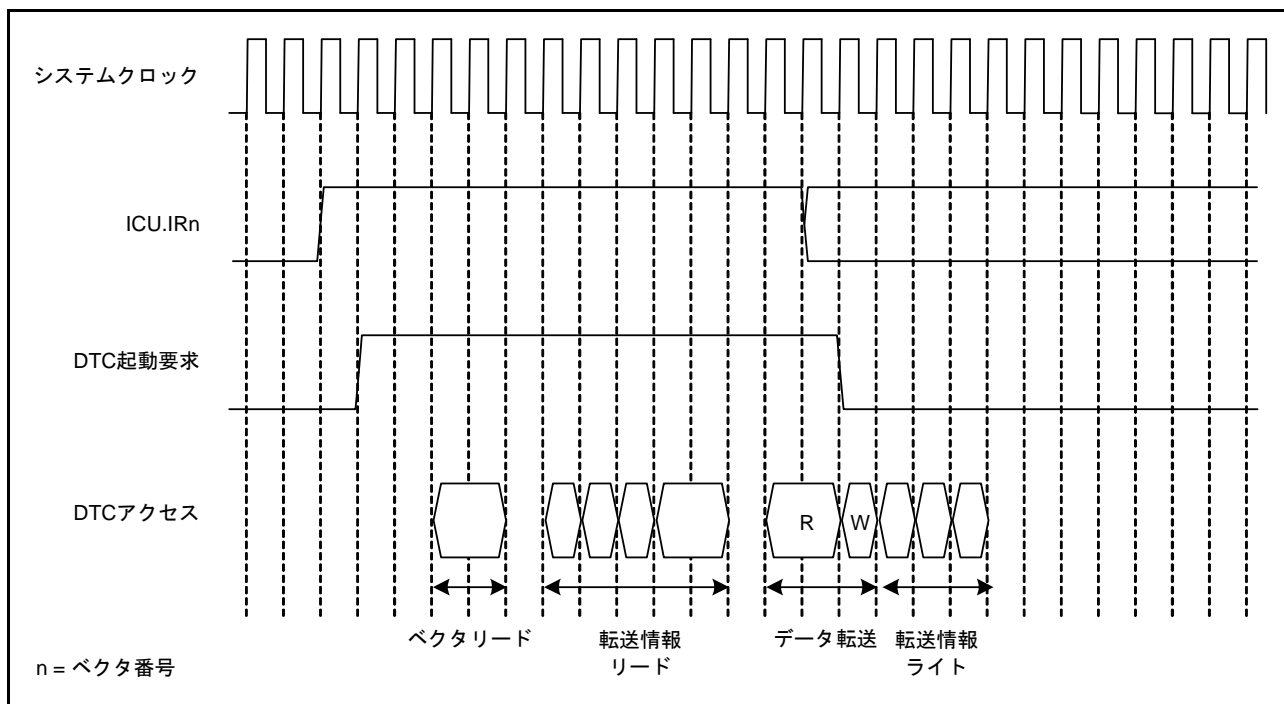 システムクロック
ICU.IRn
DTC起動要求
DTCアクセス
R
W
ベクタリード
転送情報
リード
データ転送
転送情報
ライト
n = ベクタ番号